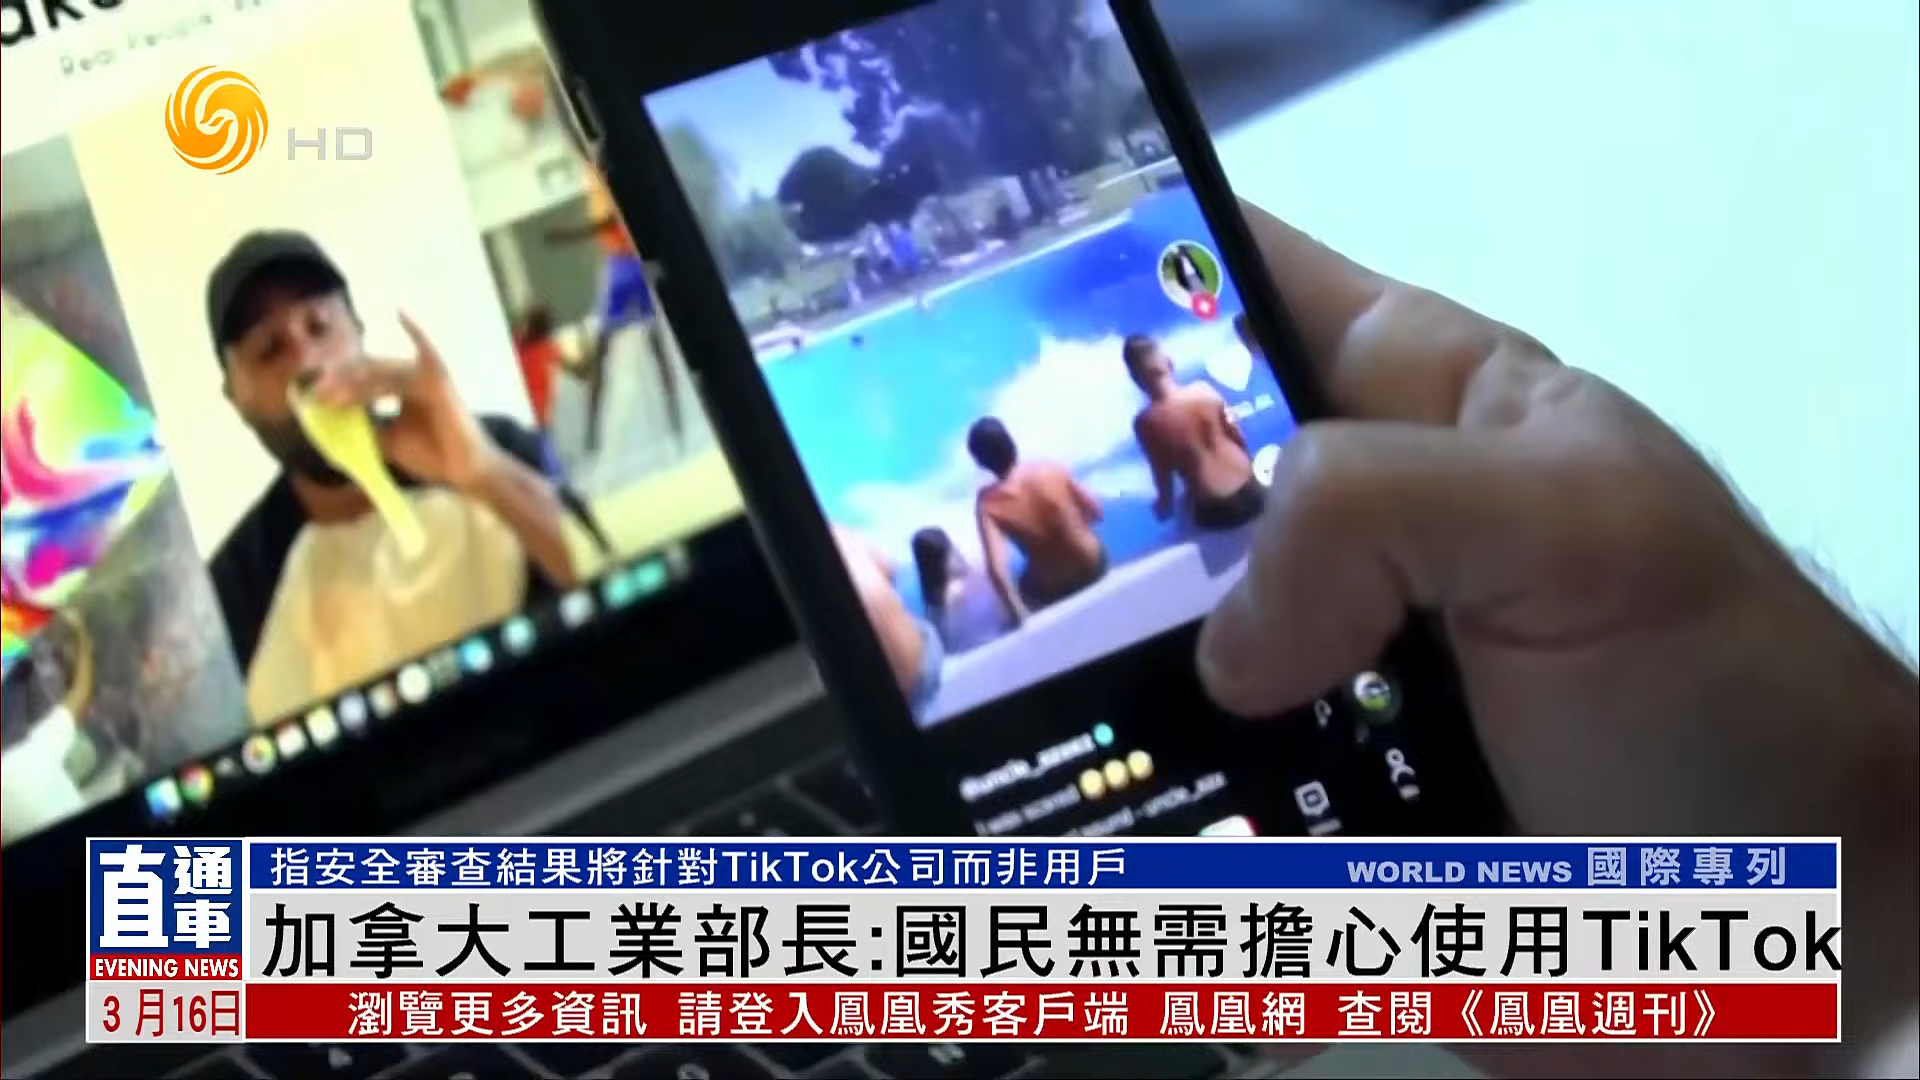 HD
指安全審查結果將針對TikTok公司而非用戶
WORLD NEWS 國際專列
直通車
EVENING NEWS
加拿大工業部長:國民無需擔心使用TikTok
3月16日
瀏覽更多資訊 請登入鳳凰秀客戶端 鳳凰網 查閱《鳳凰週刊》